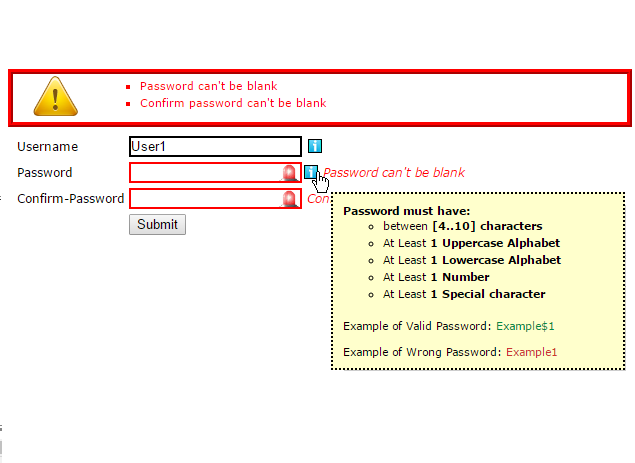 Password can't be blank
Confirm password can't be blank
Username User1
Password Password can't be blank
Confirm-Password Con
Submit
Password must have:
between [4..10] characters
At Least 1 Uppercase Alphabet
At Least 1 Lowercase Alphabet
At Least 1 Number
At Least 1 Special character
Example of Valid Password: Example$1
Example of Wrong Password: Example1